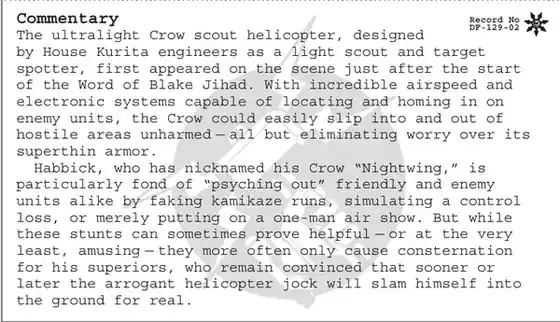 Commentary
Record No
DF-129-02
The ultralight Crow scout helicopter, designed
by House Kurita engineers as a light scout and target
spotter, first appeared on the scene just after the start
of the Word of Blake Jihad. With incredible airspeed and
electronic systems capable of locating and homing in on
enemy units, the Crow could easily slip into and out of
hostile areas unharmed — all but eliminating worry over its
superthin armor.
Habbick, who has nicknamed his Crow “Nightwing,” is
particularly fond of “psyching out” friendly and enemy
units alike by faking kamikaze runs, simulating a control
loss, or merely putting on a one-man air show. But while
these stunts can sometimes prove helpful — or at the very
least, amusing — they more often only cause consternation
for his superiors, who remain convinced that sooner or
later the arrogant helicopter jock will slam himself into
the ground for real.